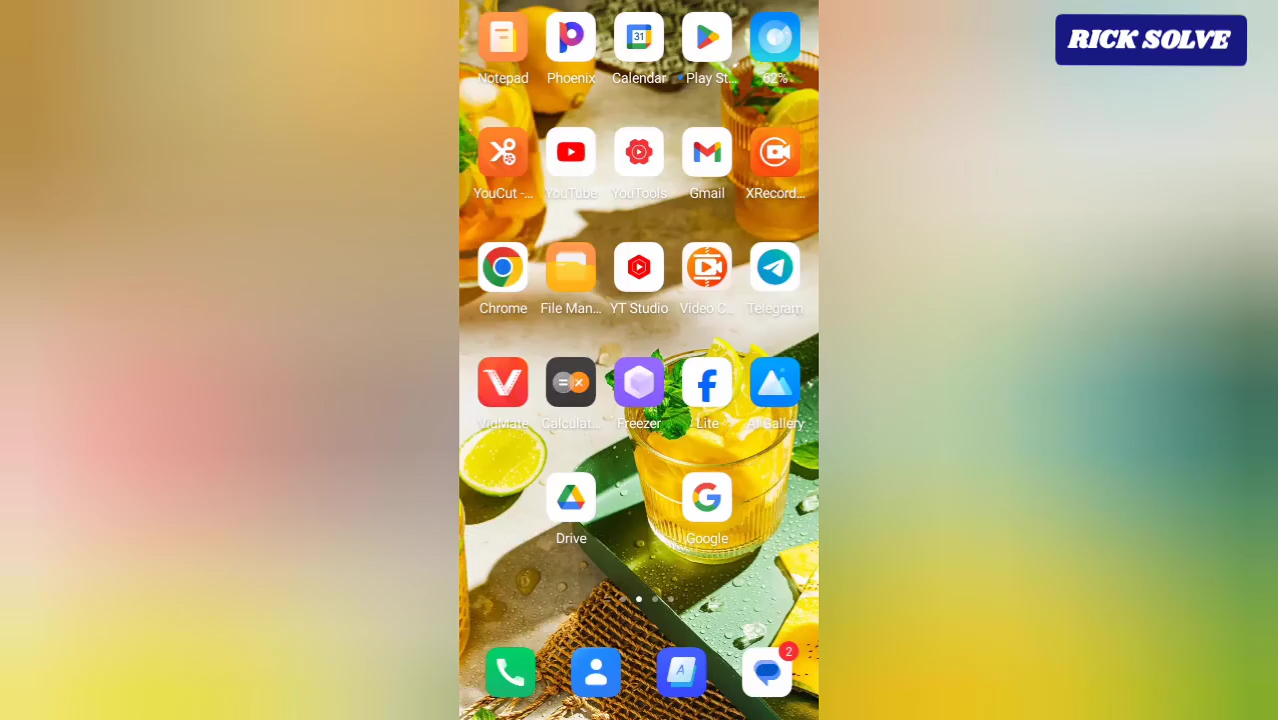 RICK SOLVE
31
Notepad Phoenix Calendar Play St... 62%
YouCut -... YouTube YouTools Gmail XRecord...
Chrome File Man... YT Studio Video C... Telegram
VidMate Calculat... Freezer Lite AI Gallery
Drive Google
2
A